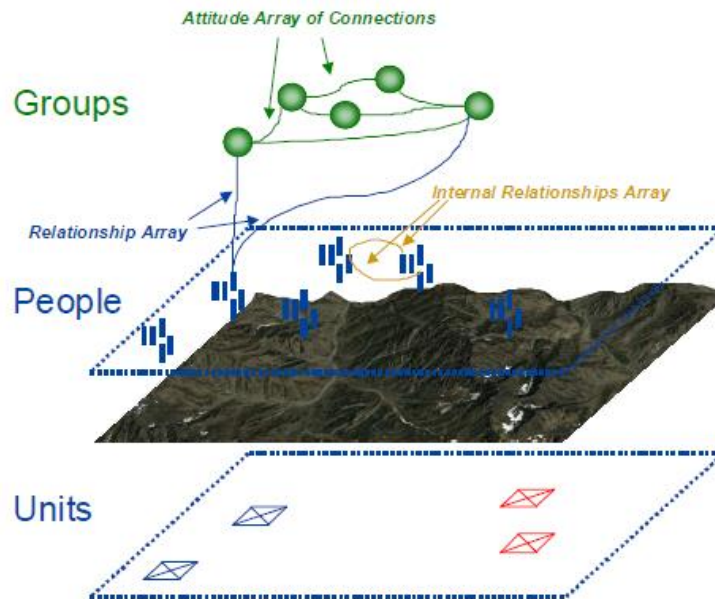 Attitude Array of Connections
Groups
Internal Relationships Array
Relationship Array
People
Units